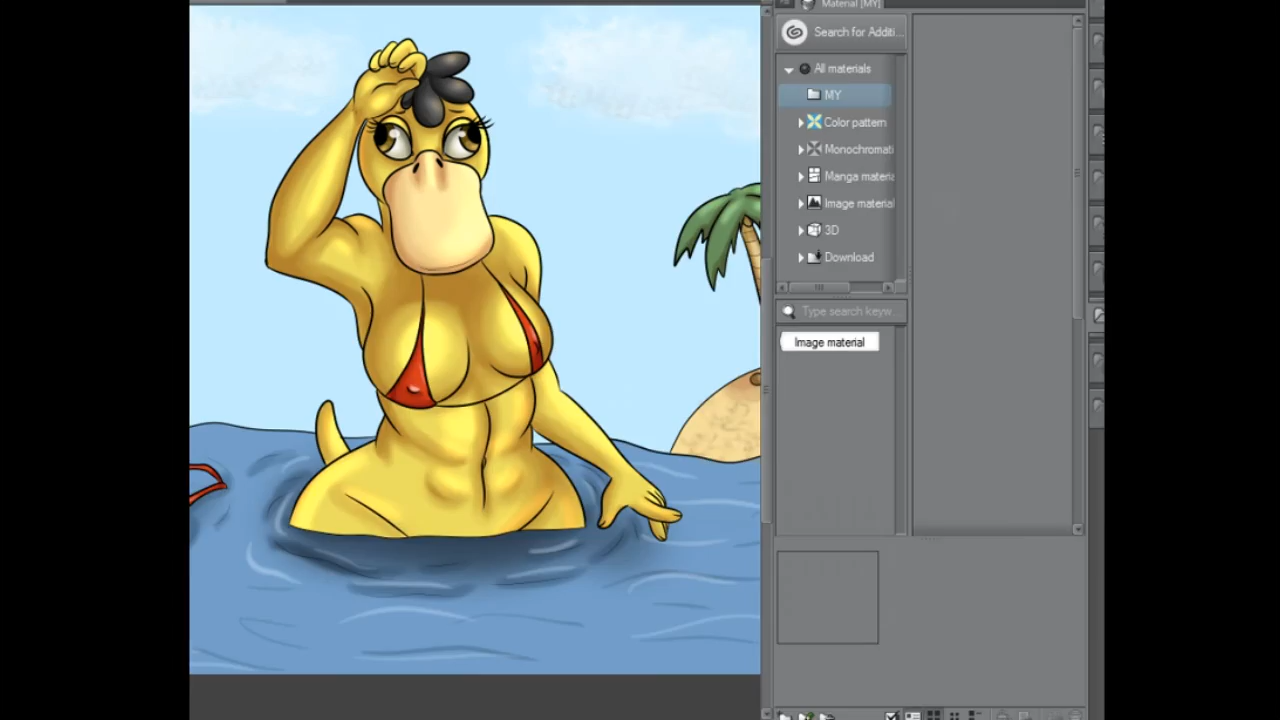 Material [MY]
Search for Additi...
All materials
MY
Color pattern
Monochromati
Manga materia
Image material
3D
Download
Type search keyw...
Image material